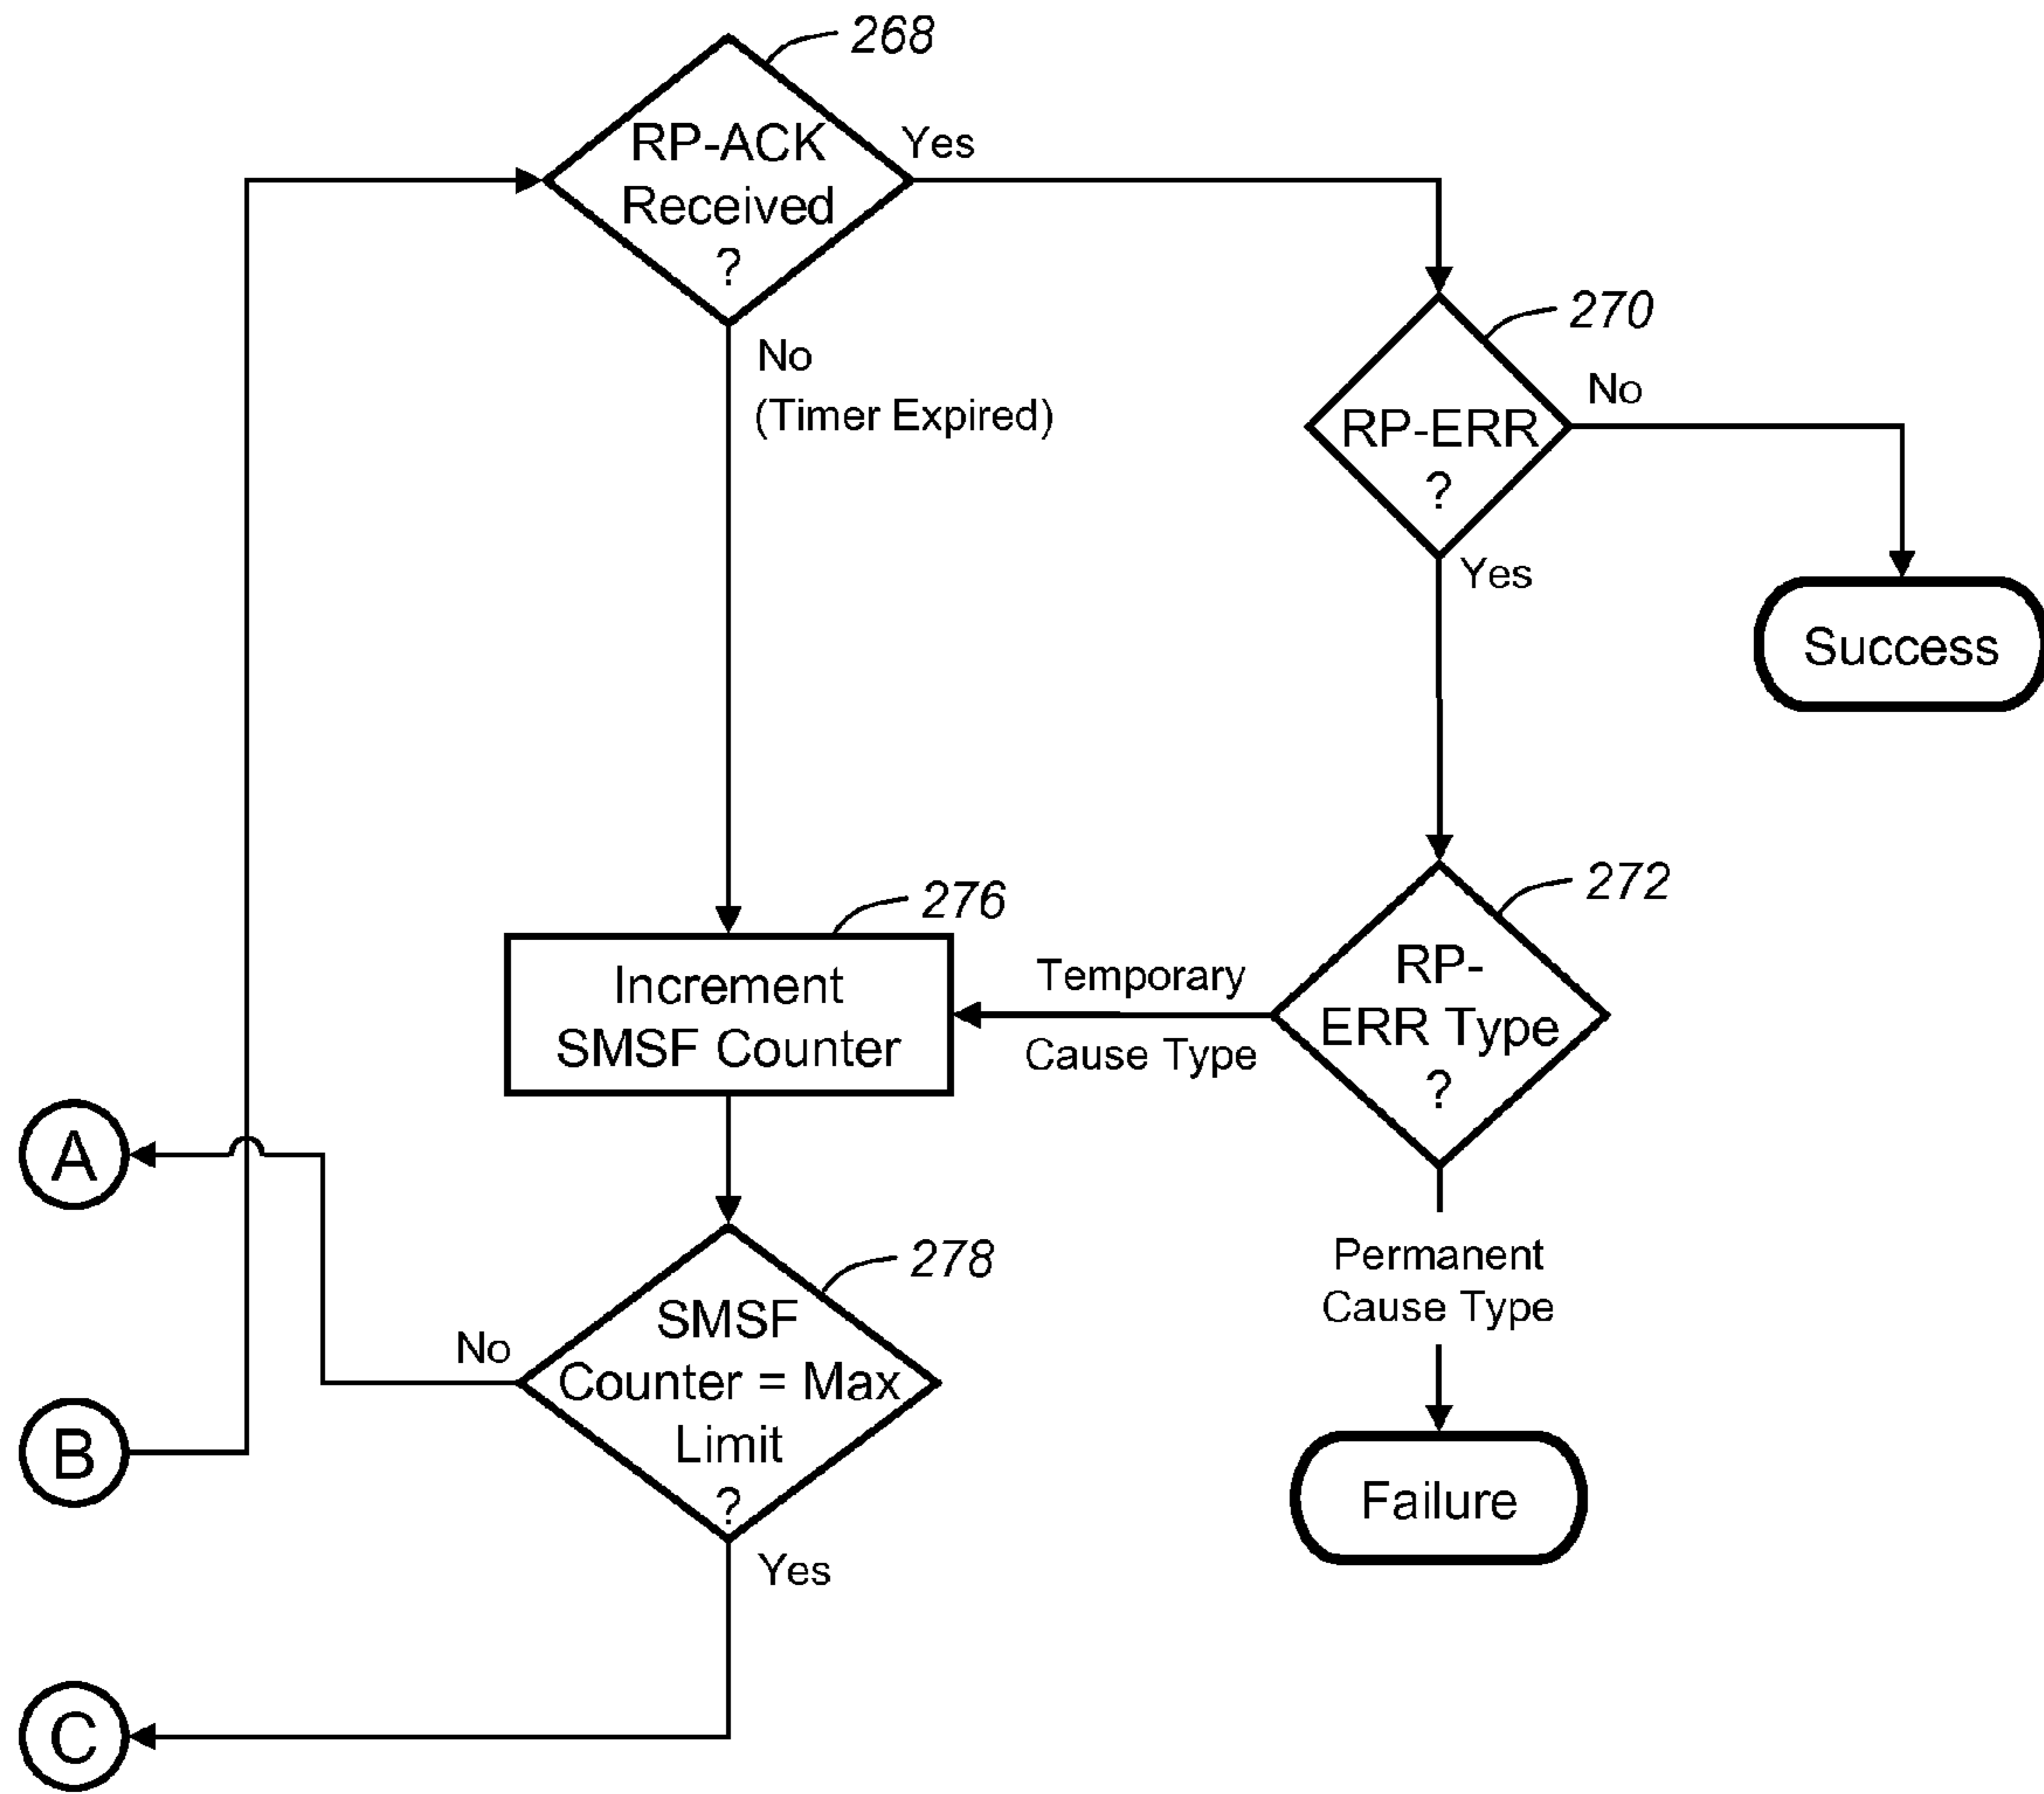 268
RP-ACK
Received
?
Yes
No
(Timer Expired)
270
RP-ERR
?
No
Yes
Success
272
RP-
ERR Type
?
Temporary
Cause Type
276
Increment
SMSF Counter
A
Permanent
Cause Type
278
SMSF
Counter = Max
Limit
?
No
Yes
B
Failure
C